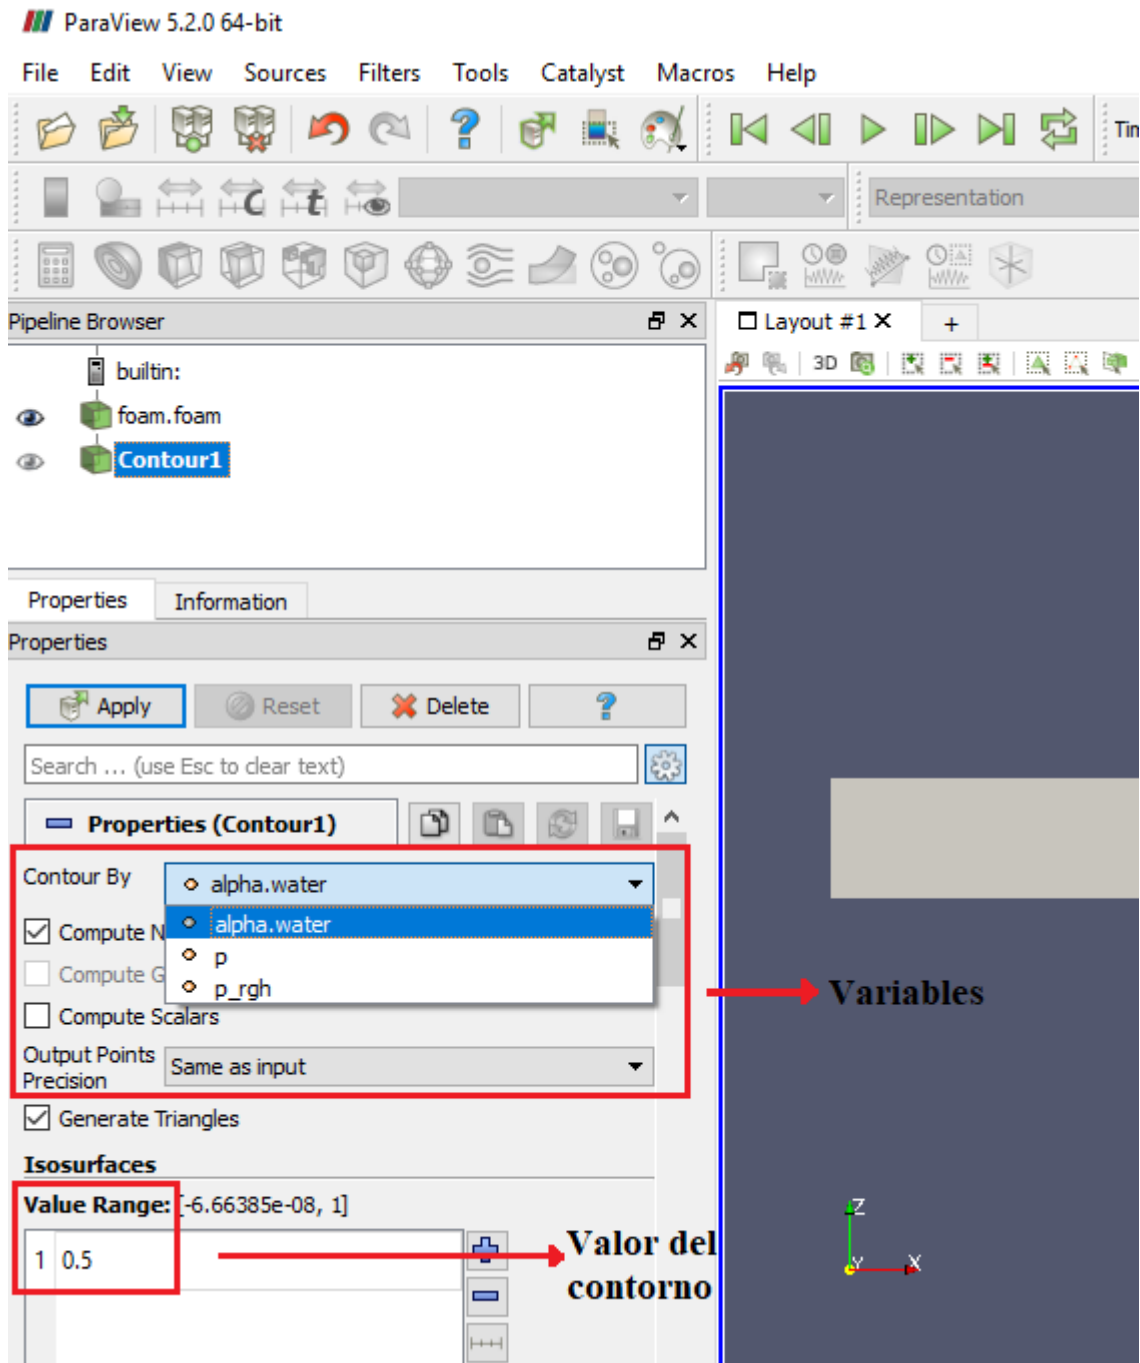 ParaView 5.2.0 64-bit
File Edit View Sources Filters Tools Catalyst Macros Help
Representation
Pipeline Browser
Layout #1
+
builtin:
3D
foam.foam
Contour1
Properties Information
Properties
Apply Reset Delete ?
Search ... (use Esc to clear text)
Properties (Contour1)
Contour By alpha.water
alpha.water
Compute N
p
Compute G
p_rgh
Variables
Compute Scalars
Output Points
Precision
Same as input
Generate Triangles
Isosurfaces
Value Range: [-6.66385e-08, 1]
1 0.5
Valor del
contorno
Z
Y X